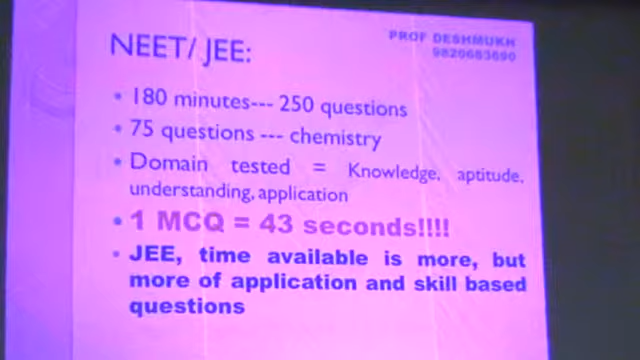 NEET/ JEE:
PROF DESHMUKH
9820683690
• 180 minutes--- 250 questions
• 75 questions --- chemistry
• Domain tested = Knowledge, aptitude,
understanding, application
• 1 MCQ = 43 seconds!!!!
• JEE, time available is more, but
more of application and skill based
questions